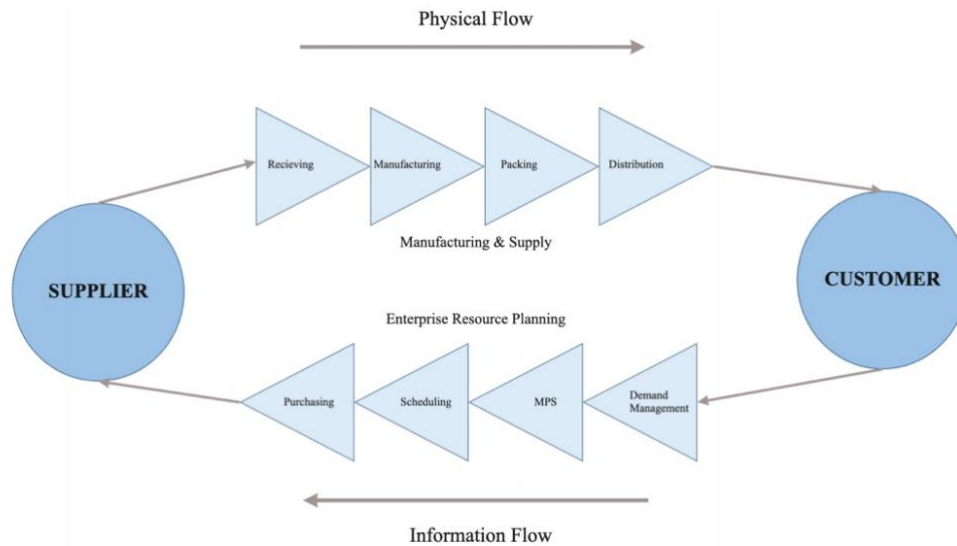 Physical Flow
Recieving
Manufacturing
Packing
Distribution
Manufacturing & Supply
SUPPLIER
CUSTOMER
Enterprise Resource Planning
Purchasing
Scheduling
MPS
Demand
Management
Information Flow